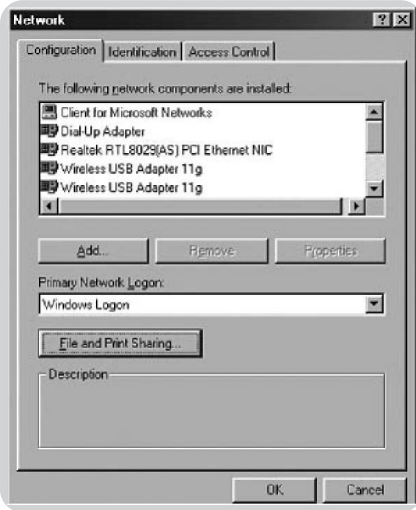 Network
Configuration Identification Access Control
The following network components are installed:
Client for Microsoft Networks
Dial-Up Adapter
Realtek RTL8029(AS) PCI Ethernet NIC
Wireless USB Adapter 11g
Wireless USB Adapter 11g
Add... Remove Properties
Primary Network Logon:
Windows Logon
File and Print Sharing...
Description
OK Cancel